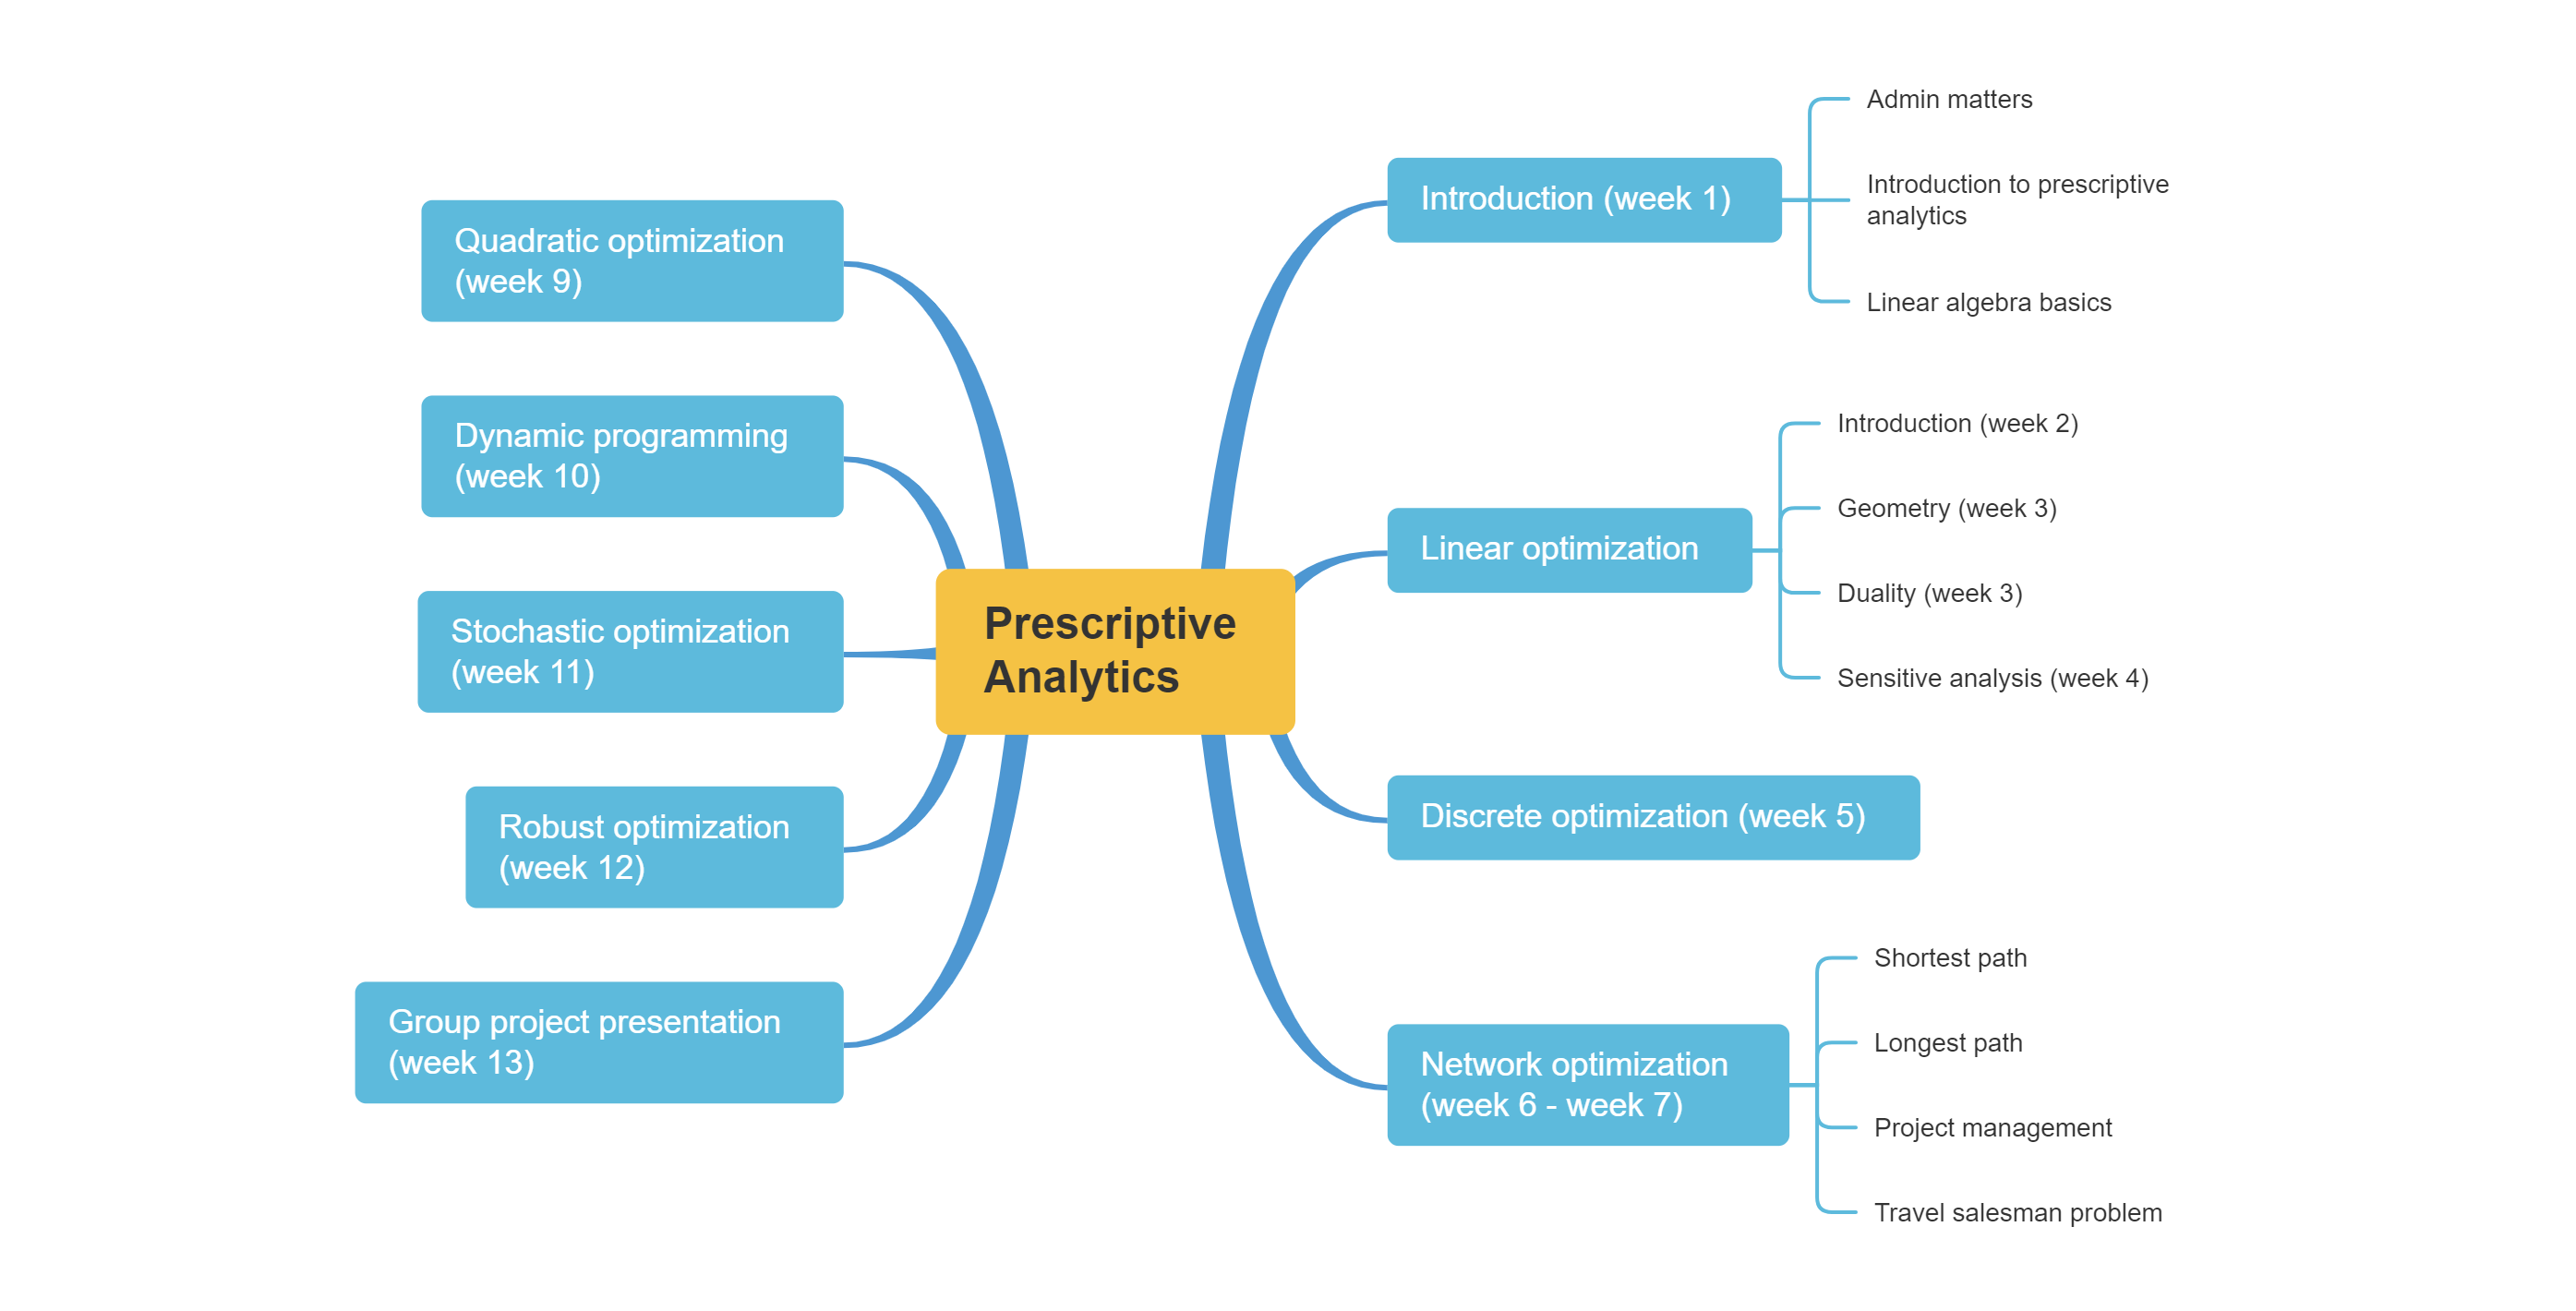 Prescriptive
Analytics
Introduction (week 1)
Admin matters
Introduction to prescriptive
analytics
Linear algebra basics
Linear optimization
Introduction (week 2)
Geometry (week 3)
Duality (week 3)
Sensitive analysis (week 4)
Discrete optimization (week 5)
Network optimization
(week 6 - week 7)
Shortest path
Longest path
Project management
Travel salesman problem
Quadratic optimization
(week 9)
Dynamic programming
(week 10)
Stochastic optimization
(week 11)
Robust optimization
(week 12)
Group project presentation
(week 13)